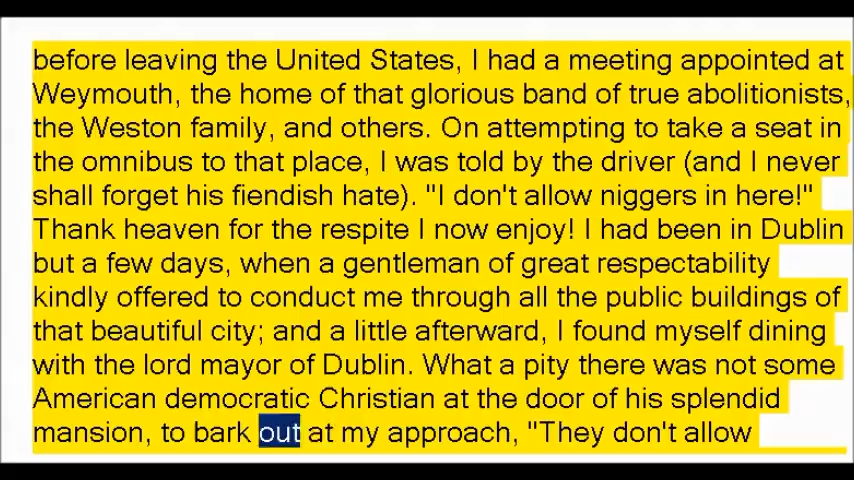 before leaving the United States, I had a meeting appointed at
Weymouth, the home of that glorious band of true abolitionists,
the Weston family, and others. On attempting to take a seat in
the omnibus to that place, I was told by the driver (and I never
shall forget his fiendish hate). "I don't allow niggers in here!"
Thank heaven for the respite I now enjoy! I had been in Dublin
but a few days, when a gentleman of great respectability
kindly offered to conduct me through all the public buildings of
that beautiful city; and a little afterward, I found myself dining
with the lord mayor of Dublin. What a pity there was not some
American democratic Christian at the door of his splendid
mansion, to bark out at my approach, "They don't allow